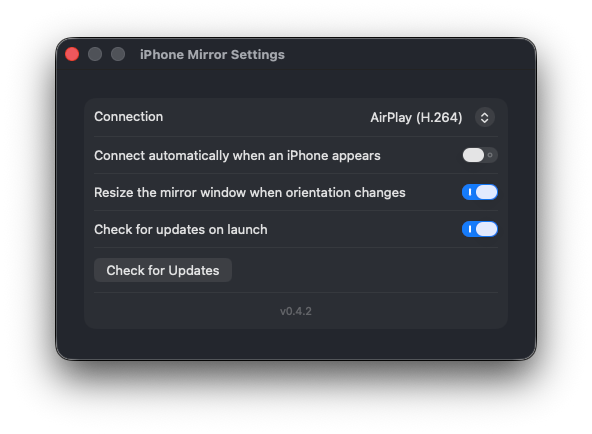 iPhone Mirror Settings
Connection
AirPlay (H.264)
Connect automatically when an iPhone appears
Resize the mirror window when orientation changes
Check for updates on launch
Check for Updates
v0.4.2